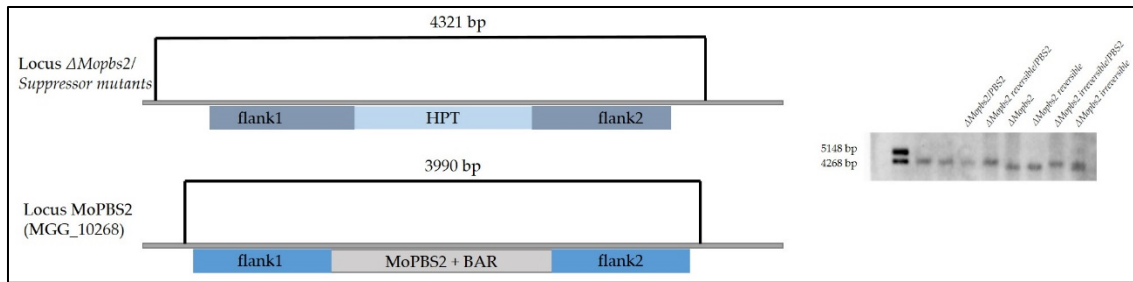 4321 bp
Locus ΔMopbs2/
Suppressor mutants
flank1
HPT
flank2
3990 bp
Locus MoPBS2
(MGG_10268)
flank1
MoPBS2 + BAR
flank2
ΔMopbs2/PBS2
ΔMopbs2 reversible/PBS2
ΔMopbs2
ΔMopbs2 reversible
ΔMopbs2 irreversible/PBS2
ΔMopbs2 irreversible
5148 bp
4268 bp